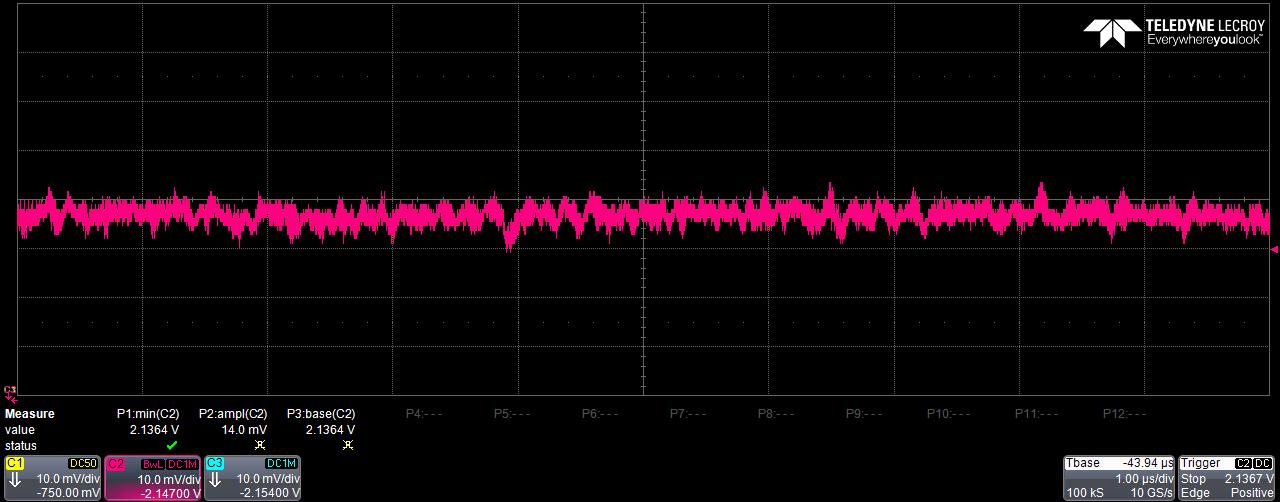 TELEDYNE LECROY
Everywhereyoulook™
C3
Measure P1:min(C2) P2:ampl(C2) P3:base(C2) P4:--- P5:--- P6:--- P7:--- P8:--- P9:--- P10:--- P11:--- P12:---
value 2.1364 V 14.0 mV 2.1364 V
status
C1 DC50
10.0 mV/div
-750.00 mV
C2 BwL DC1M
10.0 mV/div
-2.14700 V
C3 DC1M
10.0 mV/div
-2.15400 V
Tbase -43.94 µs
1.00 µs/div
100 kS 10 GS/s
Trigger C2 DC
Stop 2.1367 V
Edge Positive